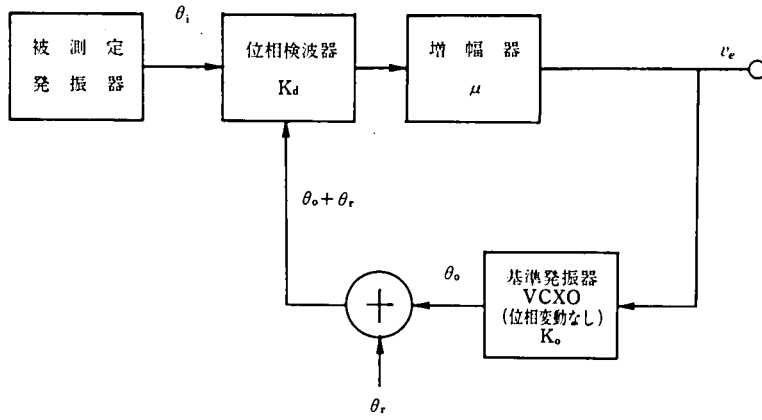 θi
被測定
発振器
位相検波器
Kd
増幅器
μ
ve
θo+θr
θo
基準発振器
VCXO
(位相変動なし)
Ko
θr